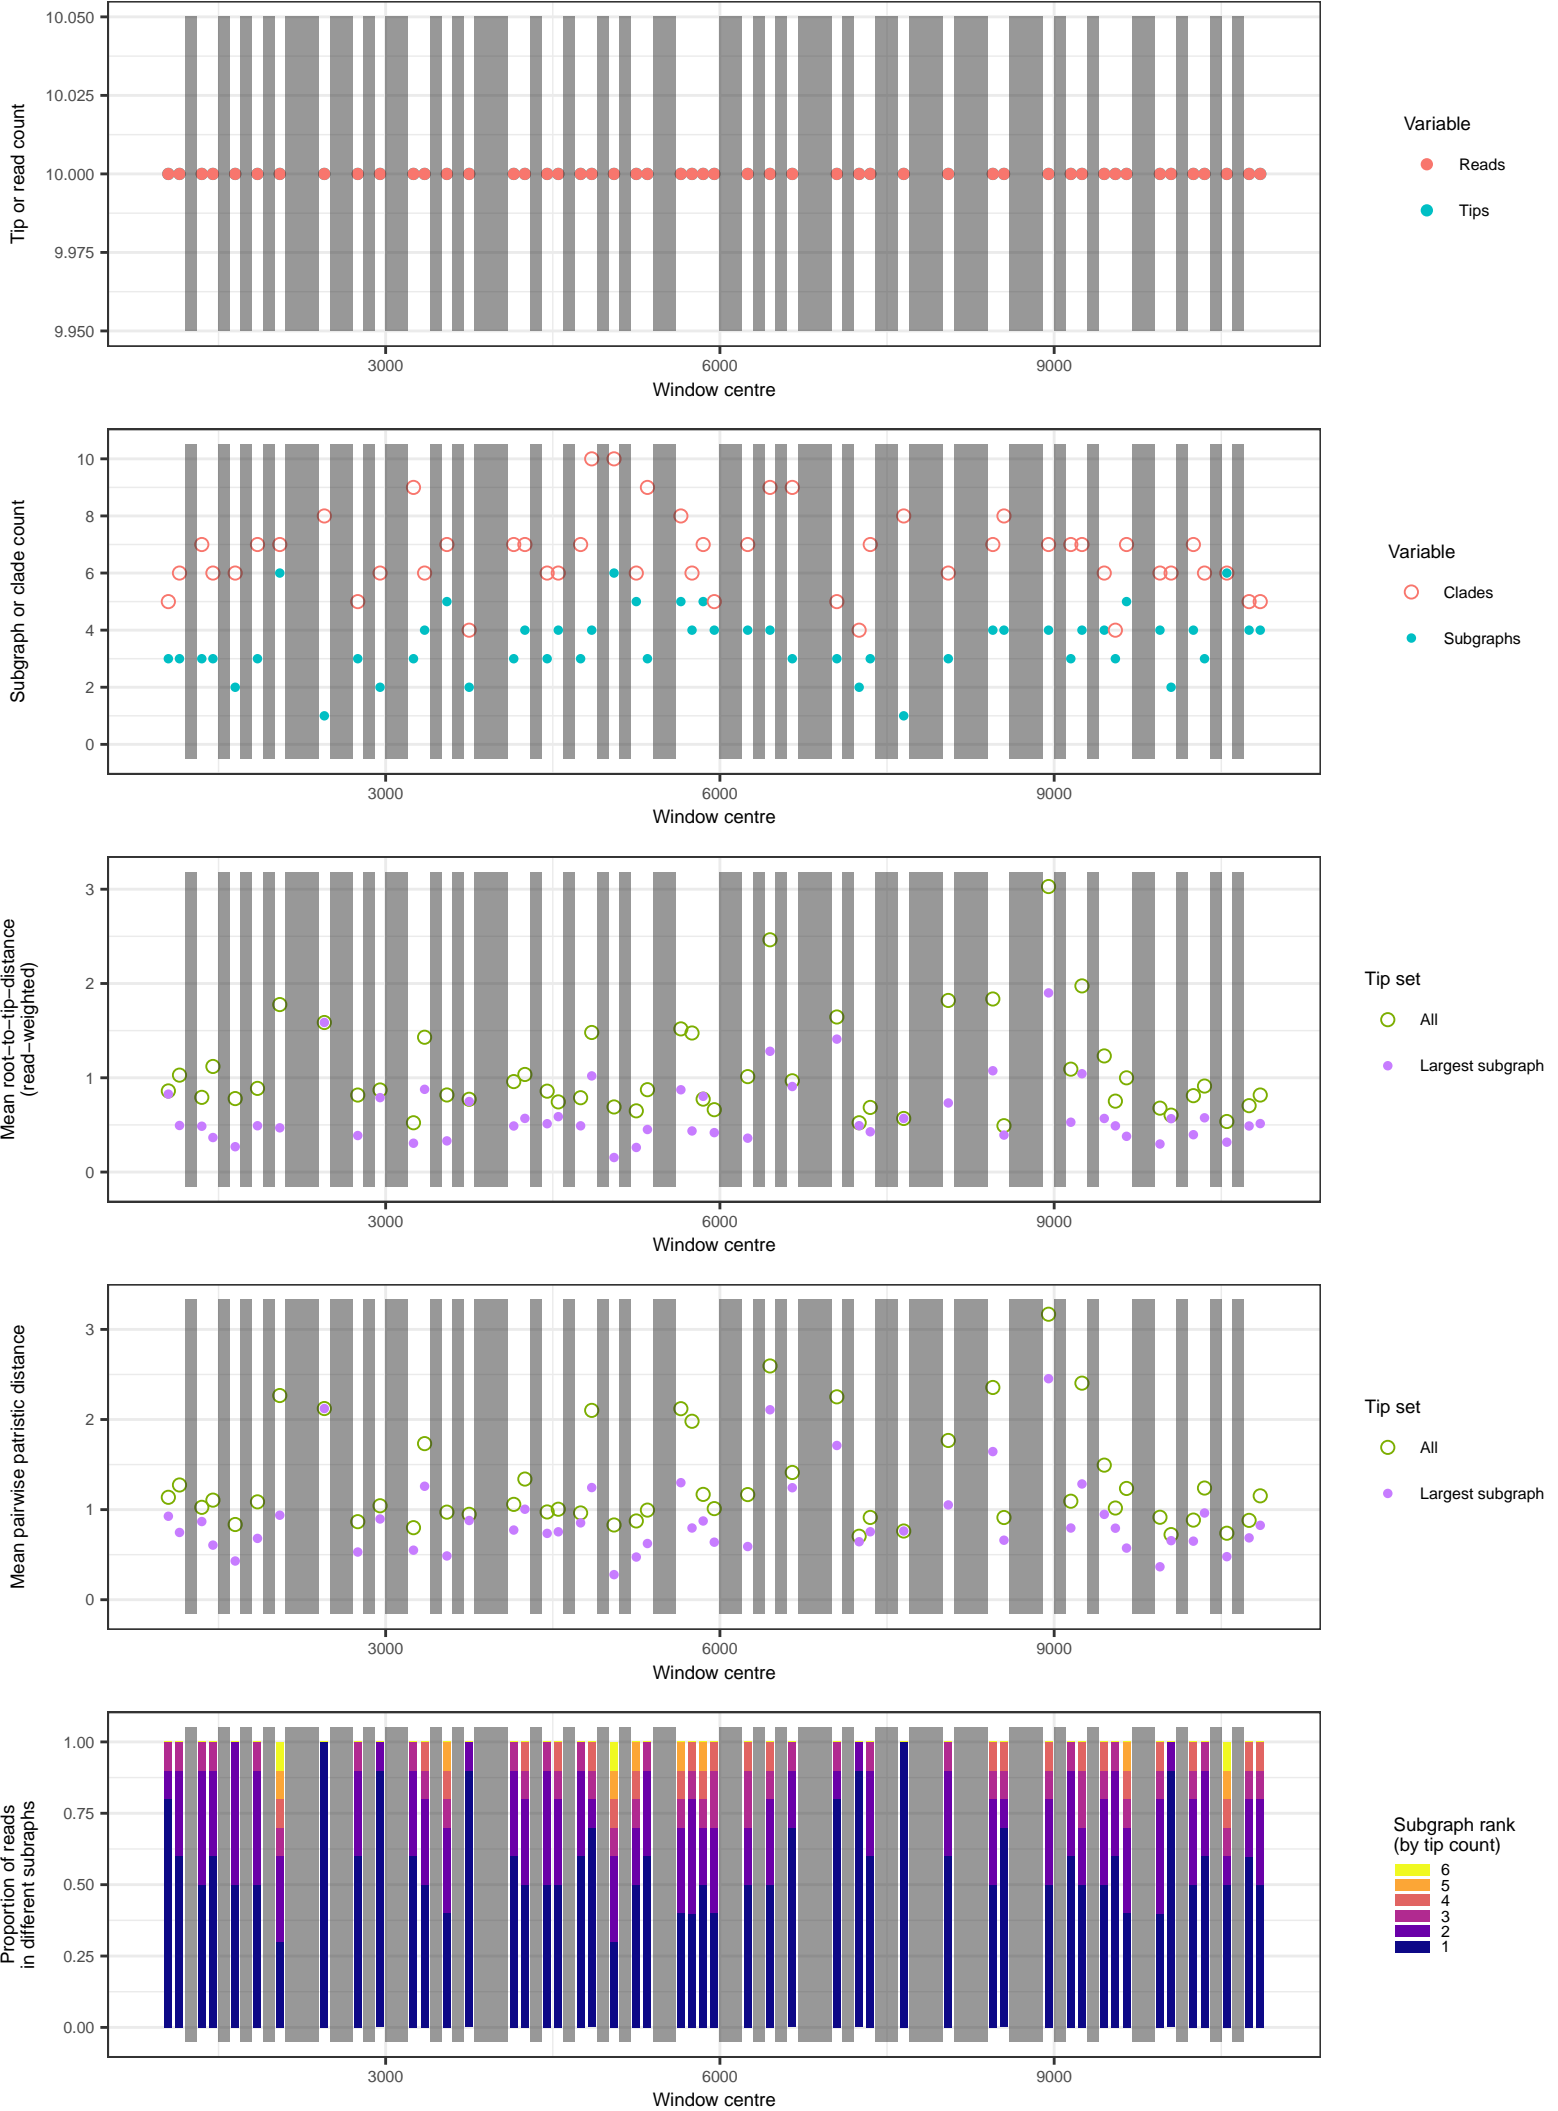 10.050
10.025
10.000
9.975
9.950
Tip or read count
3000
6000
9000
Window centre
Variable
Reads
Tips
10
8
6
4
2
0
Subgraph or clade count
3000
6000
9000
Window centre
Variable
Clades
Subgraphs
3
2
1
0
Mean root−to−tip−distance
(read−weighted)
3000
6000
9000
Window centre
Tip set
All
Largest subgraph
3
2
1
0
Mean pairwise patristic distance
3000
6000
9000
Window centre
Tip set
All
Largest subgraph
1.00
0.75
0.50
0.25
0.00
Proportion of reads
in different subraphs
3000
6000
9000
Window centre
Subgraph rank
(by tip count)
6
5
4
3
2
1